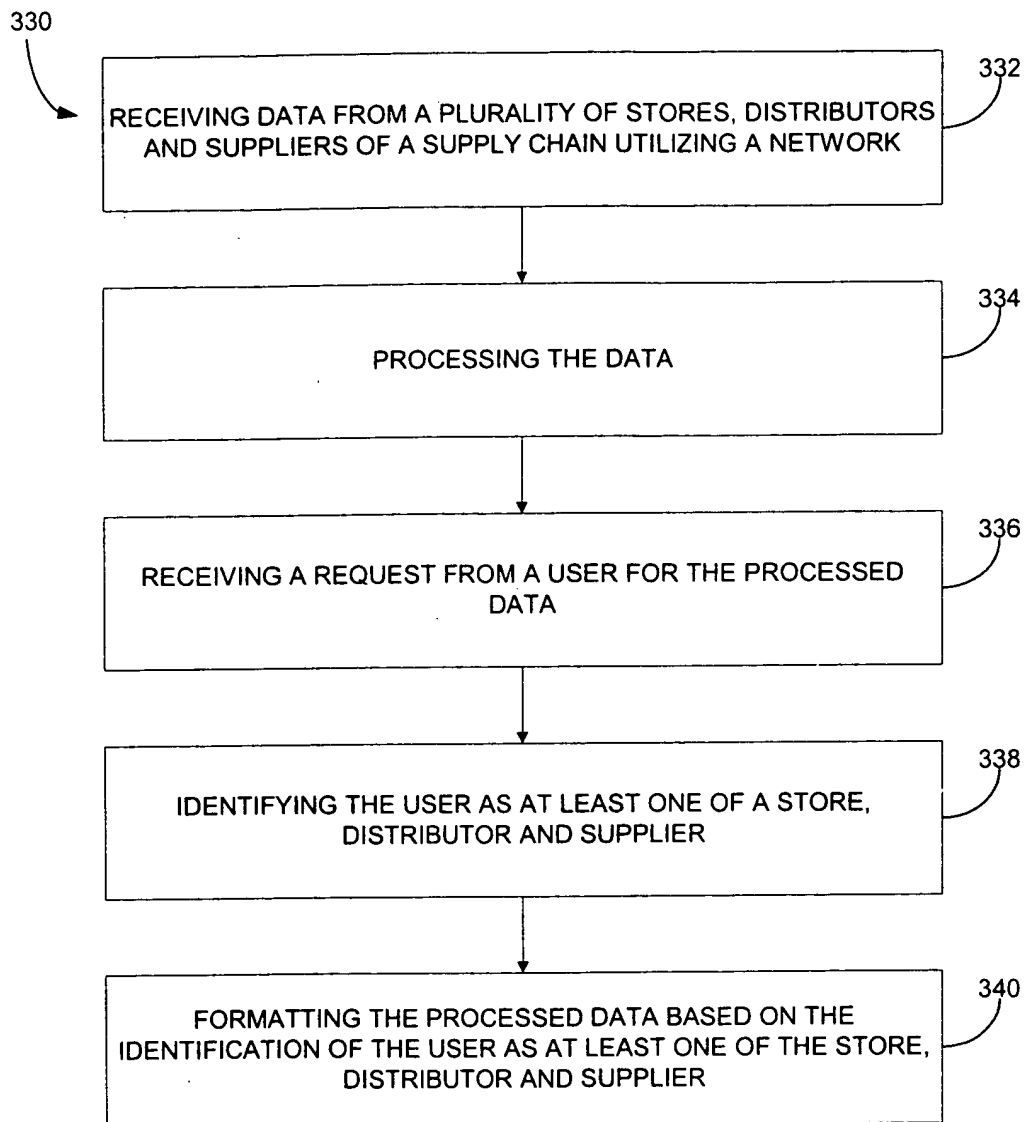 330
332
RECEIVING DATA FROM A PLURALITY OF STORES, DISTRIBUTORS
AND SUPPLIERS OF A SUPPLY CHAIN UTILIZING A NETWORK
334
PROCESSING THE DATA
336
RECEIVING A REQUEST FROM A USER FOR THE PROCESSED
DATA
338
IDENTIFYING THE USER AS AT LEAST ONE OF A STORE,
DISTRIBUTOR AND SUPPLIER
340
FORMATTING THE PROCESSED DATA BASED ON THE
IDENTIFICATION OF THE USER AS AT LEAST ONE OF THE STORE,
DISTRIBUTOR AND SUPPLIER